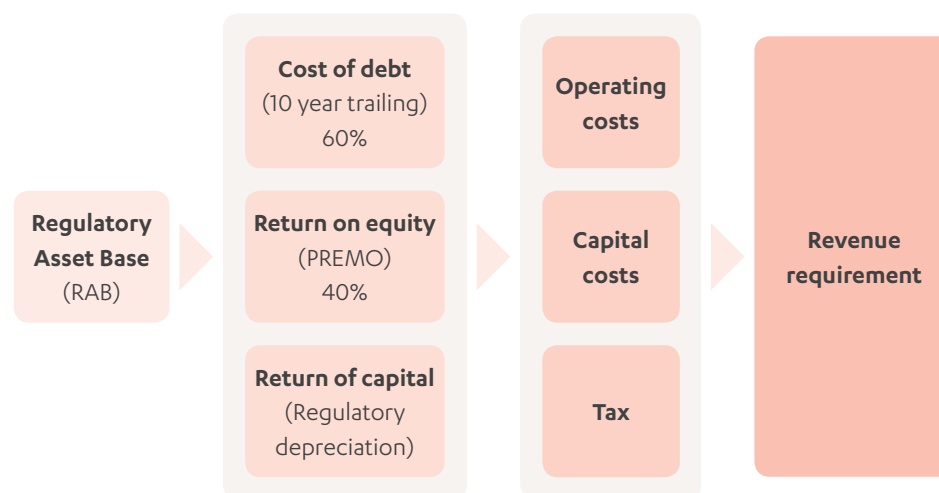 Regulatory
Asset Base
(RAB)
Cost of debt
(10 year trailing)
60%
Return on equity
(PREMO)
40%
Return of capital
(Regulatory
depreciation)
Operating
costs
Capital
costs
Tax
Revenue
requirement